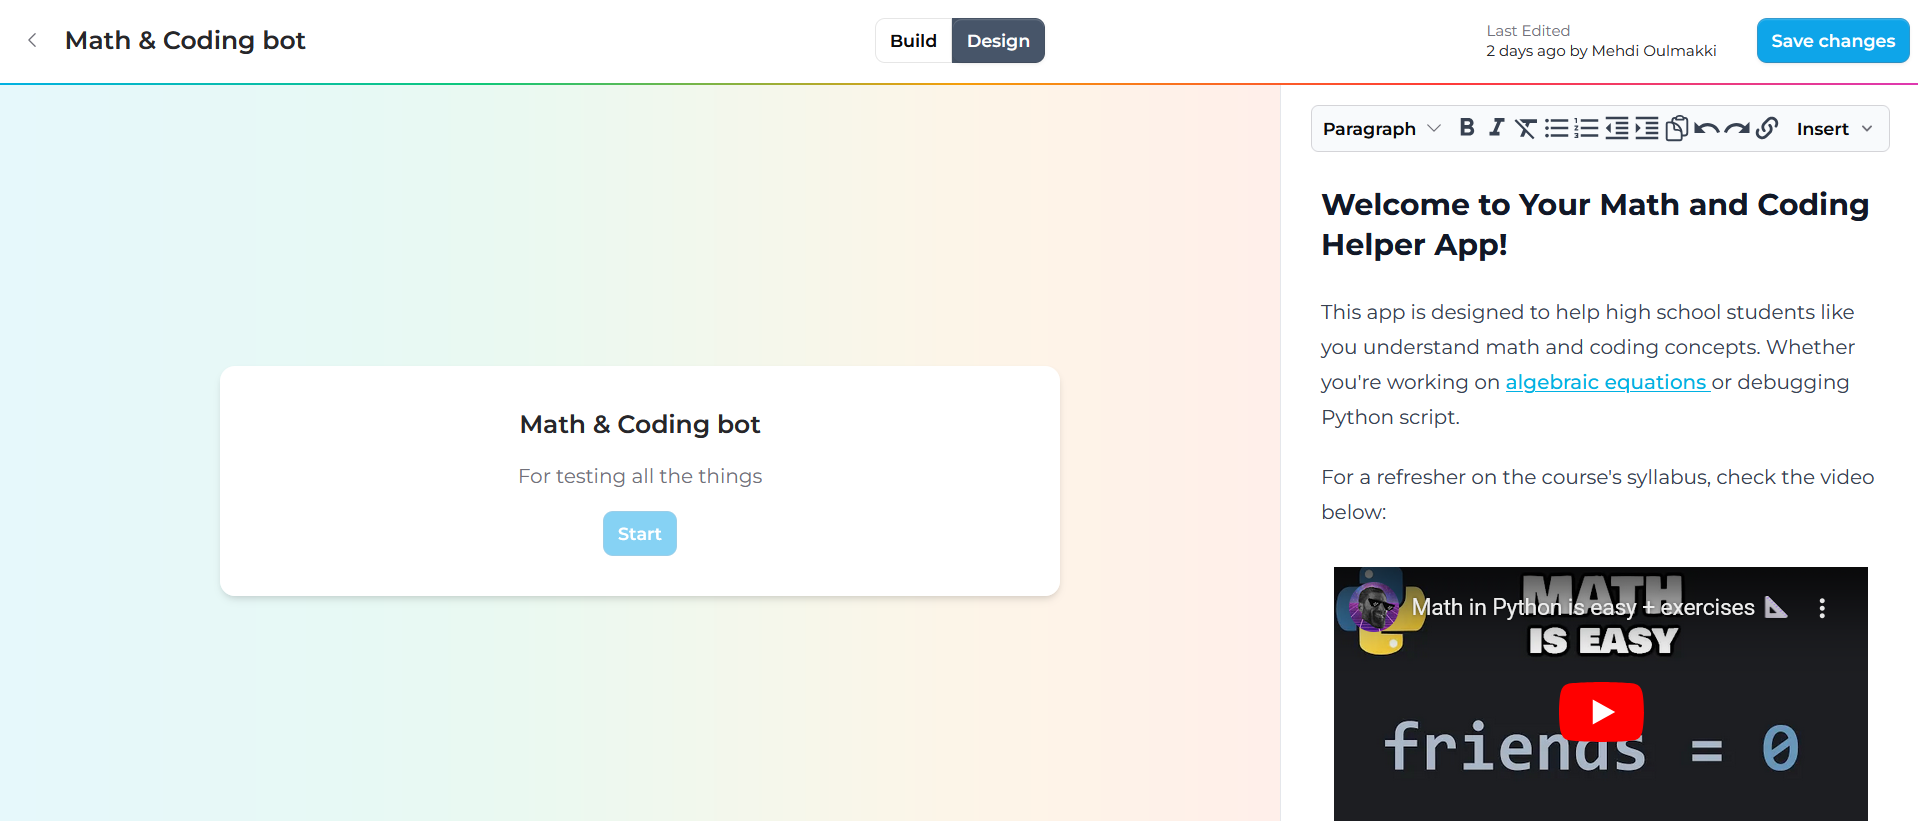 Math & Coding bot
Build
Design
Last Edited
2 days ago by Mehdi Oulmakki
Save changes
Math & Coding bot
For testing all the things
Start
Paragraph
Insert
Welcome to Your Math and Coding
Helper App!
This app is designed to help high school students like
you understand math and coding concepts. Whether
you're working on algebraic equations or debugging
Python script.
For a refresher on the course's syllabus, check the video
below:
Math in Python is easy + exercises
MATH
IS EASY
friends = 0